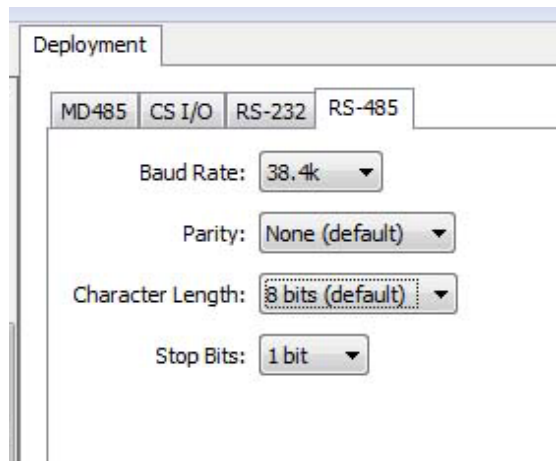 Deployment
MD485 CS I/O RS-232 RS-485
Baud Rate: 38.4k
Parity: None (default)
Character Length: 8 bits (default)
Stop Bits: 1 bit